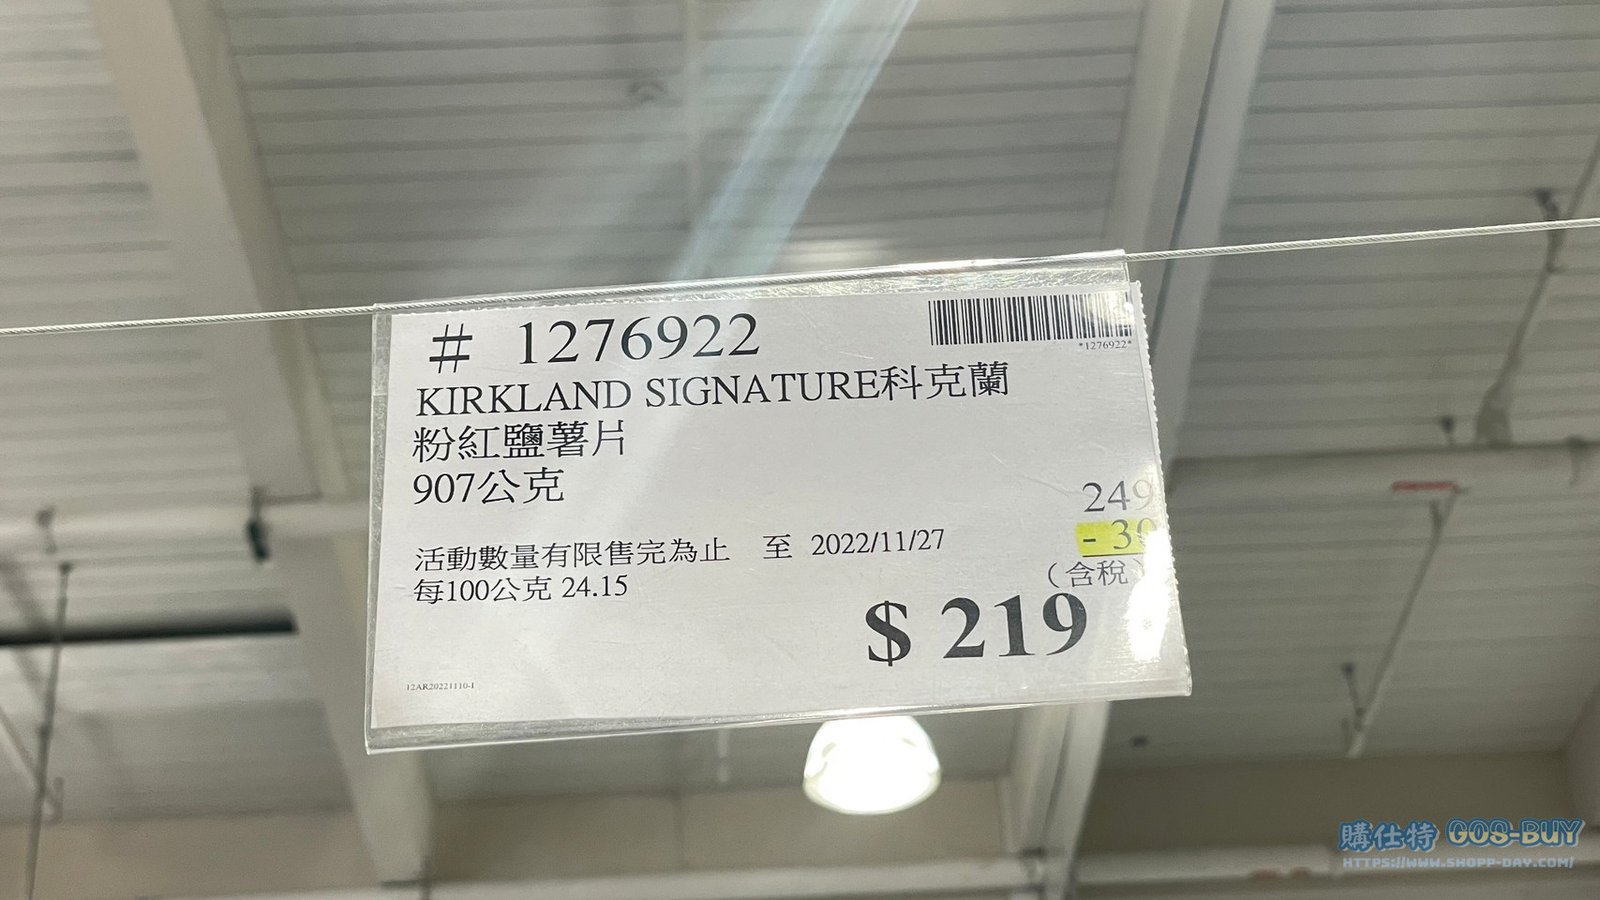 # 1276922
*1276922*
KIRKLAND SIGNATURE科克蘭
粉紅鹽薯片
907公克
249
- 30
活動數量有限售完為止 至 2022/11/27
(含稅)
每100公克 24.15
$ 219
12AR20221110-1
購仕特 GOS-BUY
HTTPS://WWW.SHOPP-DAY.COM/